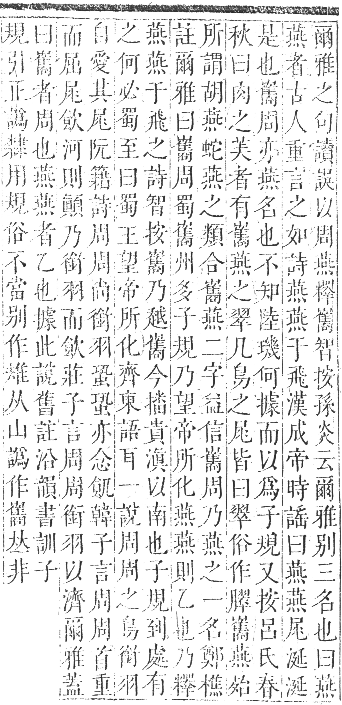 爾雅之句讀誤以周燕釋巂智按孫炎云爾雅别三名也曰燕
燕者古人重言之如詩燕燕于飛漢成帝時謠曰燕燕尾涎涎
是也巂周亦燕名也不知陸璣何據而以爲子規又按呂氏春
秋曰肉之美者有巂燕之翠凡鳥之尾皆曰翠俗作臎巂燕始
所謂胡燕蛇燕之類合巂燕二字益信巂周乃燕之一名鄭樵
註爾雅曰巂周蜀巂州多子規乃望帝所化燕燕則乙也乃釋
燕燕于飛之詩智按巂乃越巂今播貴滇以南也子規到處有
之何必蜀至曰蜀王望帝所化齊東語耳一說周周之鳥銜羽
自愛其尾阮籍詩周周尚銜羽蛩蛩亦念飢韓子言周周首重
而屈尾飲河則顛乃銜羽而飲莊子言周周銜羽以濟爾雅蓋
曰巂者周也燕燕者乙也據此說舊註沿韻書訓子
規引正譌隸用規俗不當别作雉从山譌作巂𠀤非